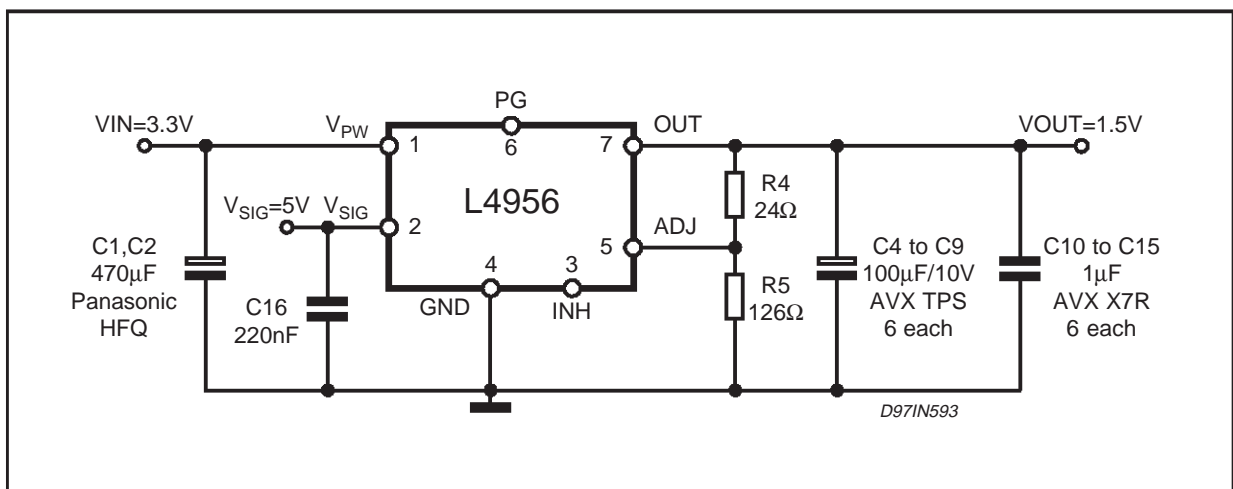 PG
VIN=3.3V
VPW
OUT
VOUT=1.5V
1
6
7
L4956
R4
24Ω
VSIG=5V
VSIG
2
ADJ
5
C1,C2
470μF
Panasonic
HFQ
C16
220nF
4
3
GND
INH
R5
126Ω
C4 to C9
100μF/10V
AVX TPS
6 each
C10 to C15
1μF
AVX X7R
6 each
D97IN593